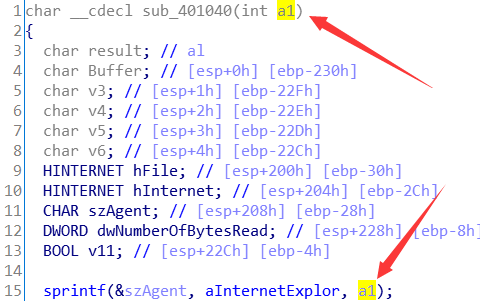 1 char __cdecl sub_401040(int a1)
2 {
3 char result; // al
4 char Buffer; // [esp+0h] [ebp-230h]
5 char v3; // [esp+1h] [ebp-22Fh]
6 char v4; // [esp+2h] [ebp-22Eh]
7 char v5; // [esp+3h] [ebp-22Dh]
8 char v6; // [esp+4h] [ebp-22Ch]
9 HINTERNET hFile; // [esp+200h] [ebp-30h]
10 HINTERNET hInternet; // [esp+204h] [ebp-2Ch]
11 CHAR szAgent; // [esp+208h] [ebp-28h]
12 DWORD dwNumberOfBytesRead; // [esp+228h] [ebp-8h]
13 BOOL v11; // [esp+22Ch] [ebp-4h]
14
15 sprintf(&szAgent, aInternetExplor, a1);